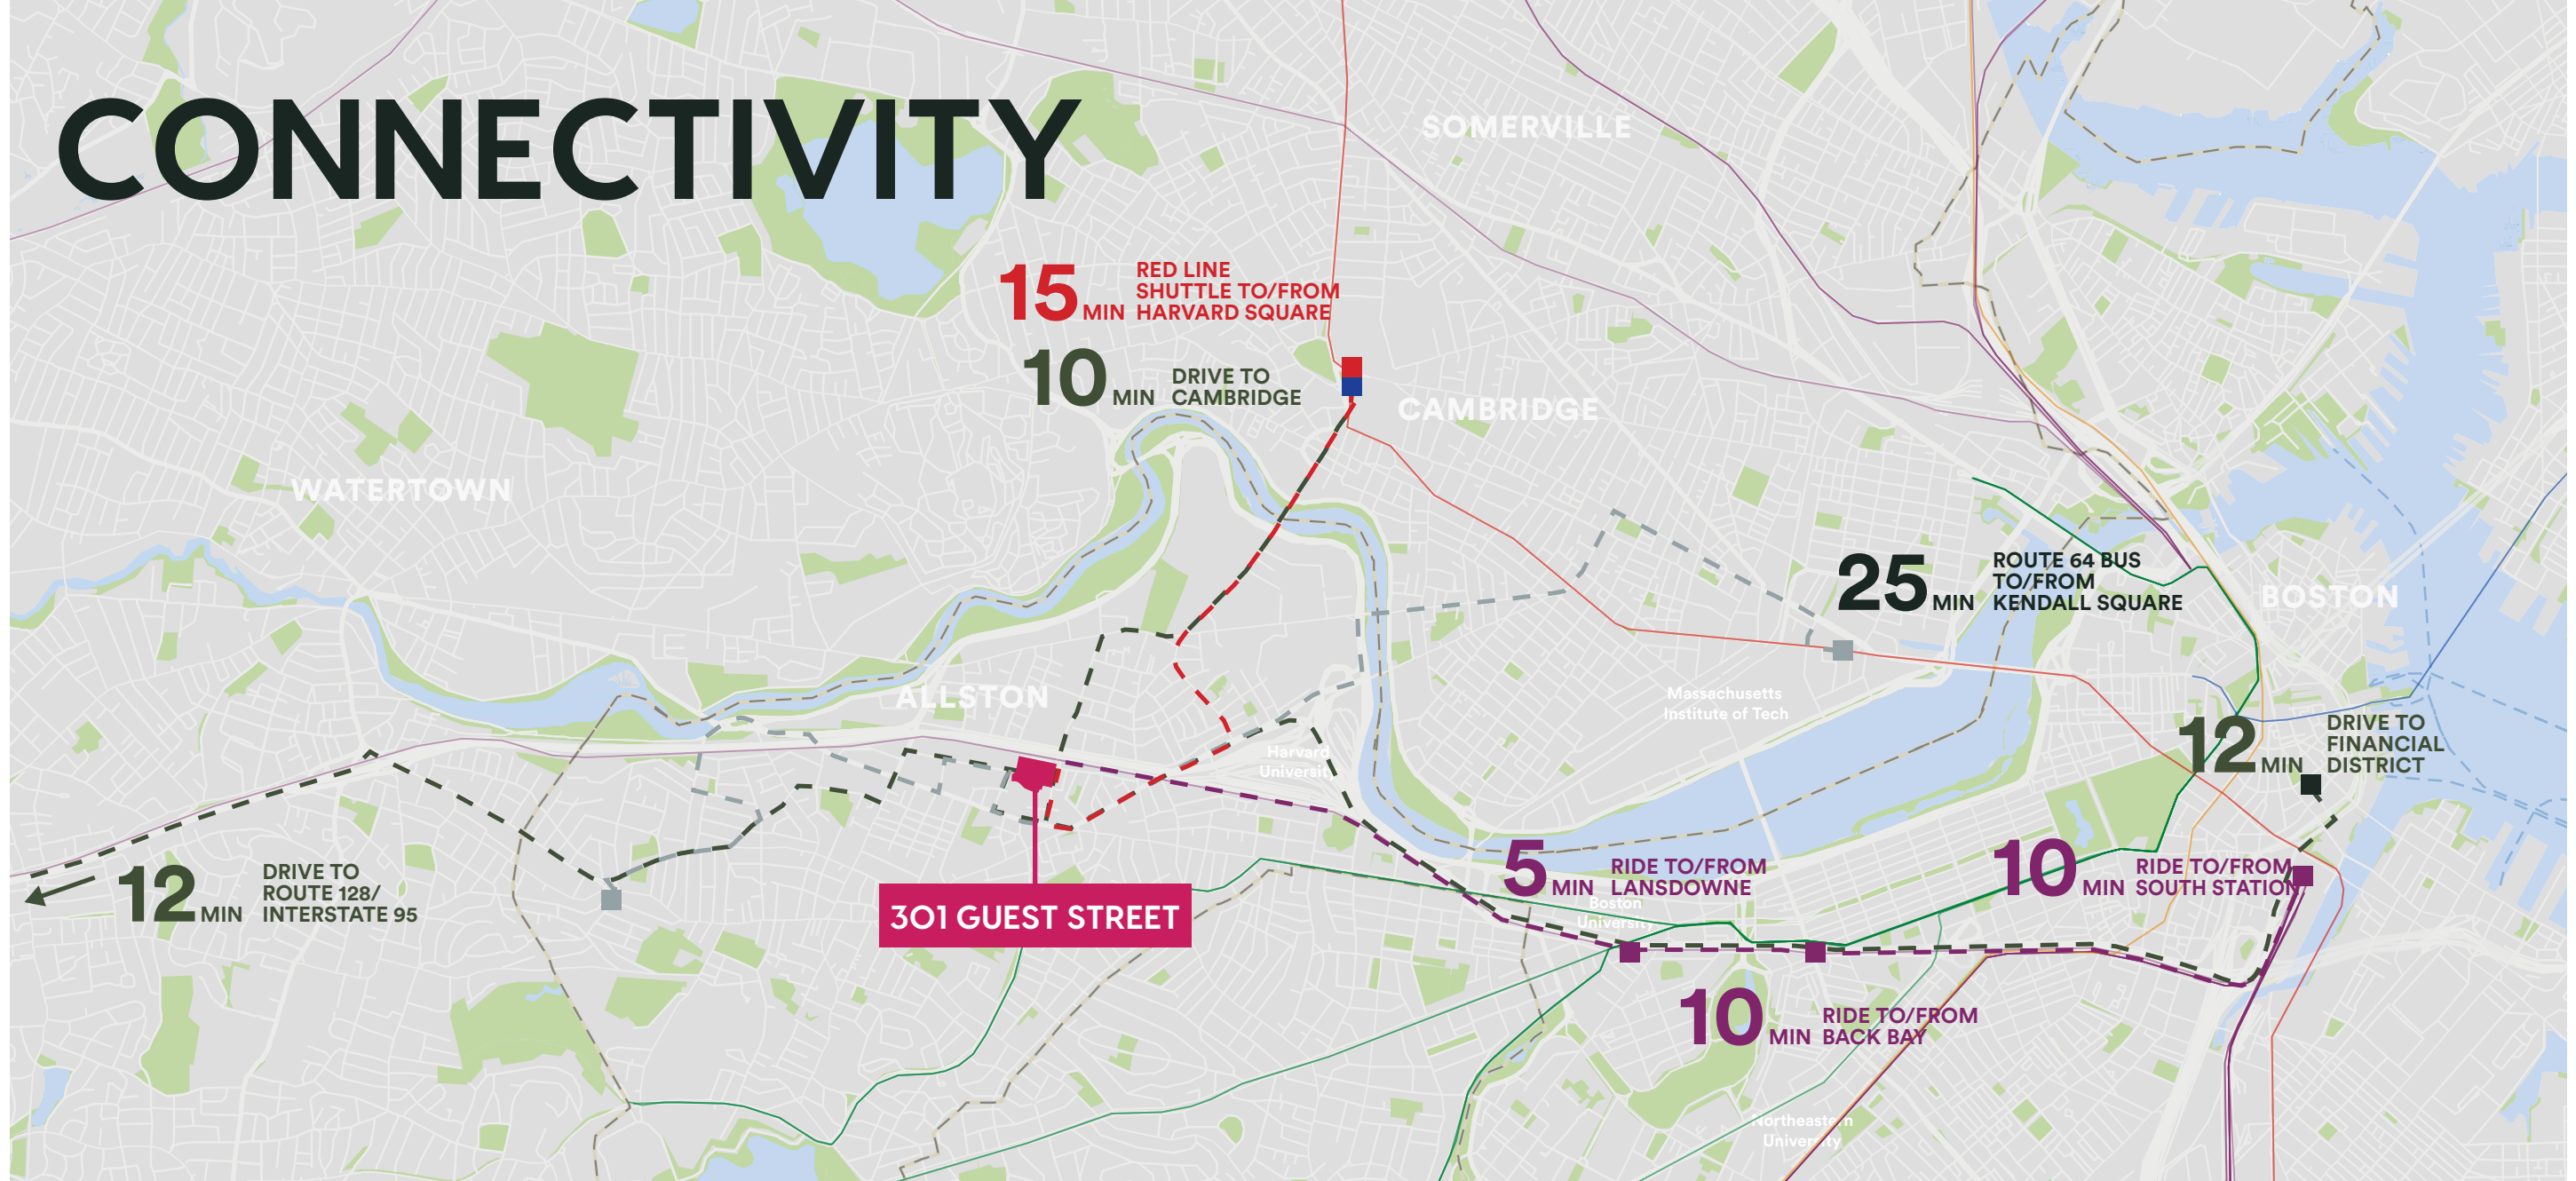 CONNECTIVITY
SOMERVILLE
15 MIN
RED LINE
SHUTTLE TO/FROM
HARVARD SQUARE
10 MIN
DRIVE TO
CAMBRIDGE
CAMBRIDGE
WATERTOWN
25 MIN
ROUTE 64 BUS
TO/FROM
KENDALL SQUARE
BOSTON
ALLSTON
Massachusetts
Institute of Tech
Harvard
University
12 MIN
DRIVE TO
FINANCIAL
DISTRICT
12 MIN
DRIVE TO
ROUTE 128/
INTERSTATE 95
301 GUEST STREET
5 MIN
RIDE TO/FROM
LANSDOWNE
Boston
University
10 MIN
RIDE TO/FROM
SOUTH STATION
10 MIN
RIDE TO/FROM
BACK BAY
Northeastern
University